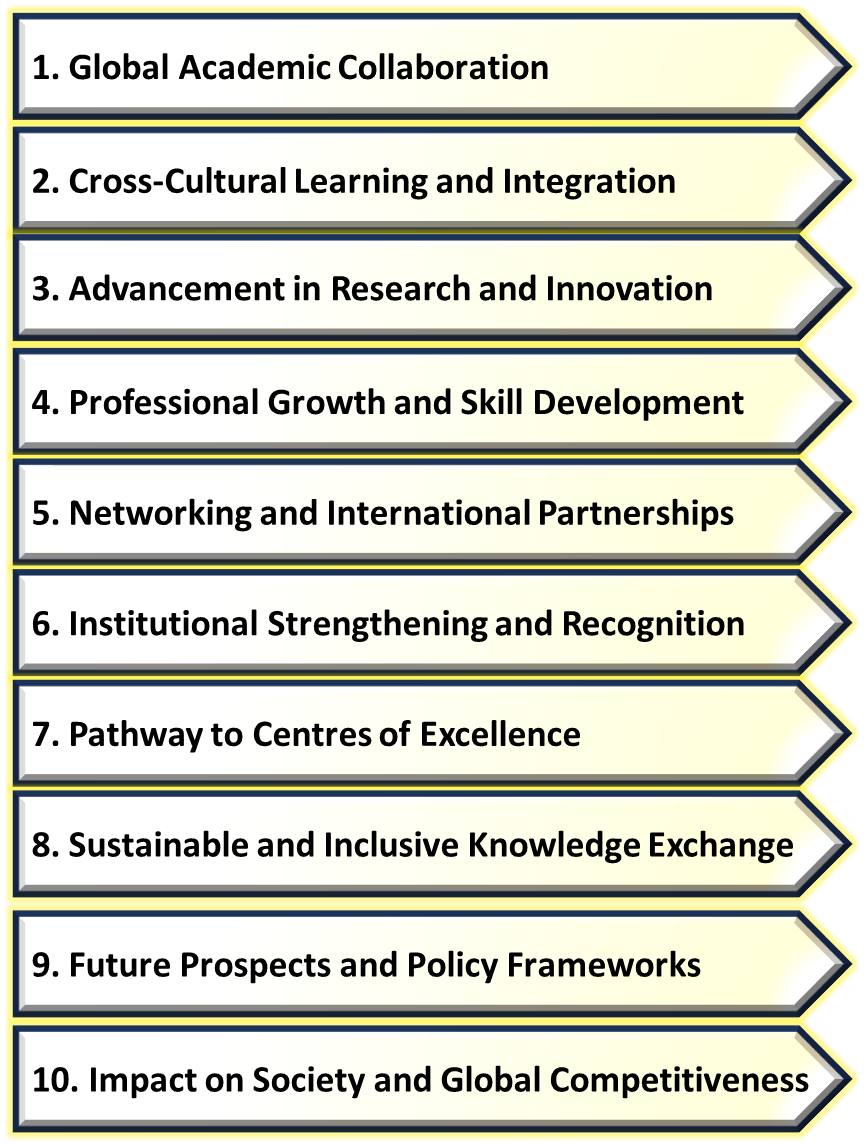 1. Global Academic Collaboration
2. Cross-Cultural Learning and Integration
3. Advancement in Research and Innovation
4. Professional Growth and Skill Development
5. Networking and International Partnerships
6. Institutional Strengthening and Recognition
7. Pathway to Centres of Excellence
8. Sustainable and Inclusive Knowledge Exchange
9. Future Prospects and Policy Frameworks
10. Impact on Society and Global Competitiveness